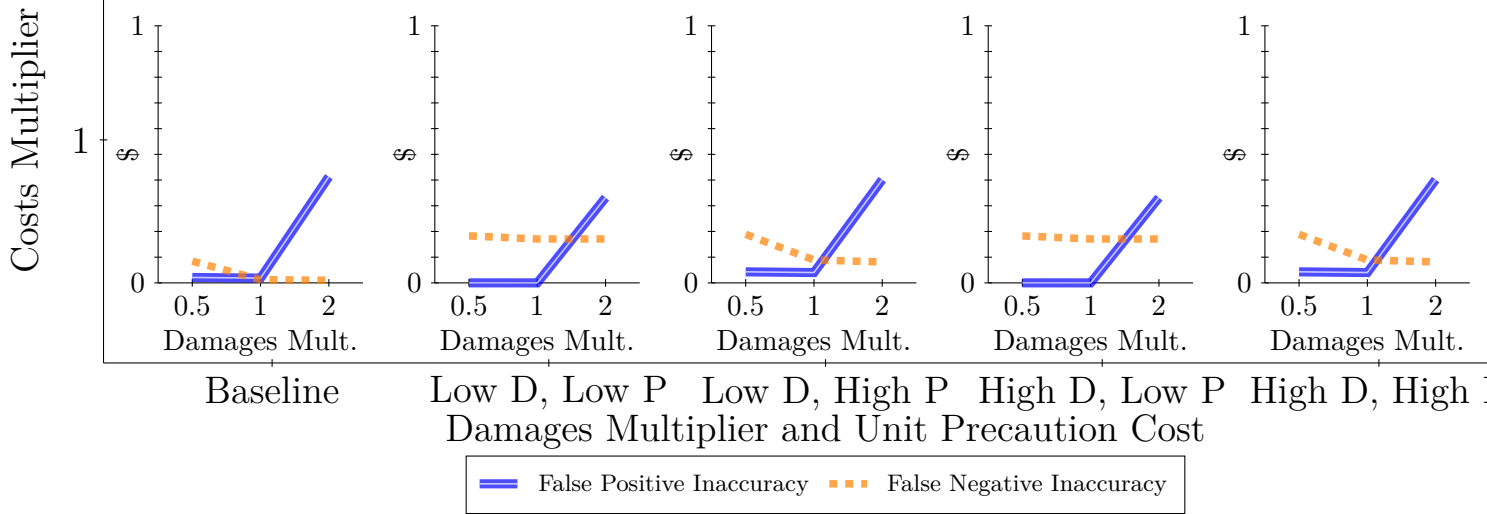 Costs Multiplier
1
1
0
$
0.5 1 2
Damages Mult.
1
0
$
0.5 1 2
Damages Mult.
1
0
$
0.5 1 2
Damages Mult.
1
0
$
0.5 1 2
Damages Mult.
1
0
$
0.5 1 2
Damages Mult.
Baseline Low D, Low P Low D, High P High D, Low P High D, High
Damages Multiplier and Unit Precaution Cost
False Positive Inaccuracy False Negative Inaccuracy